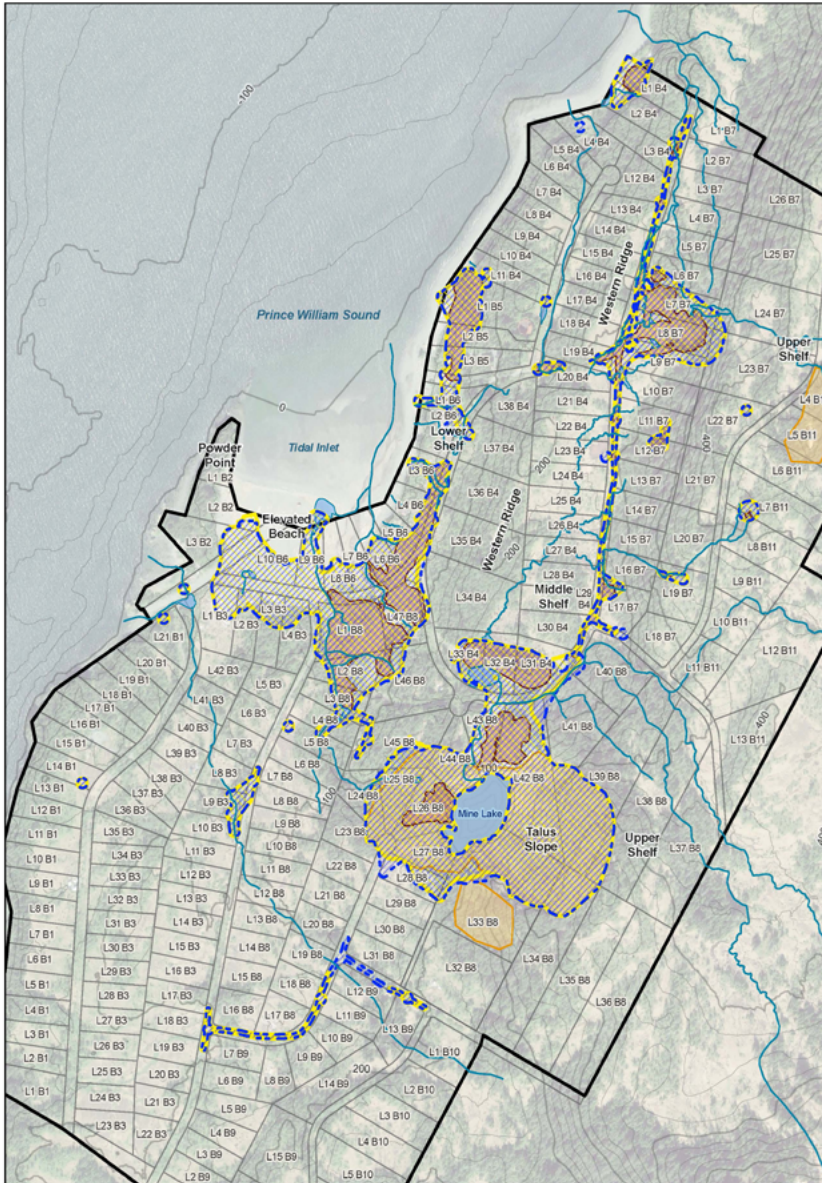 -100
L1 B4
L2 B4
L4 B4
L3 B4
L1 B7
L5 B4
L6 B4
L2 B7
L12 B4
L3 B7
L7 B4
L26 B7
L8 B4
L13 B4
L4 B7
L14 B4
L9 B4
L5 B7
L25 B7
L10 B4
L15 B4
Western Ridge
L11 B4
L16 B4
L6 B7
L1 B5
L17 B4
L7 B7
L24 B7
Prince William Sound
L18 B4
L8 B7
L2 B5
Upper
Shelf
L3 B5
L19 B4
L9 B7
L23 B7
L20 B4
L10 B7
L4 B1
L1 B6
L38 B4
L21 B4
0
L2 B6
L11 B7
L22 B7
L22 B4
Lower
Shelf
L5 B11
Tidal Inlet
L37 B4
L23 B4
L12 B7
400
Powder
Point
L3 B6
200
L24 B4
L13 B7
L21 B7
L6 B11
L1 B2
L36 B4
L25 B4
L4 B6
L14 B7
L7 B11
L2 B2
Elevated
Beach
L26 B4
L5 B6
L35 B4
Western Ridge
L15 B7
L20 B7
L3 B2
L8 B11
L10 B6
L9 B6
L7 B6
L6 B6
200
L27 B4
L16 B7
L8 B6
L28 B4
L9 B11
L1 B3
L3 B3
L34 B4
Middle
Shelf
L29
B4
L17 B7
L19 B7
L2 B3
L1 B8
L47 B8
L4 B3
L30 B4
L10 B11
L21 B1
L18 B7
L12 B11
L20 B1
L42 B3
L2 B8
L33 B4
L32 B4
L31 B4
L40 B8
L11 B11
L19 B1
L5 B3
L46 B8
L18 B1
L41 B3
L3 B8
L17 B1
L6 B3
L4 B8
L43 B8
L41 B8
400
L16 B1
L40 B3
L5 B8
L45 B8
L13 B11
L15 B1
L39 B3
L7 B3
L6 B8
L44 B8
L14 B1
L38 B3
L8 B3
L7 B8
L25 B8
100
L42 B8
L39 B8
L13 B1
L37 B3
L9 B3
L8 B8
100
L24 B8
L26 B8
Mine Lake
L38 B8
L12 B1
L36 B3
L10 B3
L9 B8
L23 B8
Talus
Slope
Upper
Shelf
L11 B1
L35 B3
L11 B3
L10 B8
L27 B8
L37 B8
L10 B1
L34 B3
L12 B3
L11 B8
L22 B8
L28 B8
L9 B1
L33 B3
L13 B3
L12 B8
L21 B8
L29 B8
L8 B1
L32 B3
L14 B3
L13 B8
L20 B8
L30 B8
L33 B8
L7 B1
L31 B3
L15 B3
L14 B8
L19 B8
L31 B8
L6 B1
L30 B3
L16 B3
L15 B8
L18 B8
L32 B8
L34 B8
L5 B1
L29 B3
L17 B3
L16 B8
L17 B8
L12 B9
L35 B8
L4 B1
L28 B3
L18 B3
L11 B9
L13 B9
L36 B8
L3 B1
L27 B3
L19 B3
L7 B9
L9 B9
L10 B9
L2 B1
L26 B3
L20 B3
L6 B9
L8 B9
200
L1 B10
L1 B1
L25 B3
L5 B9
L14 B9
L2 B10
L24 B3
L21 B3
L4 B9
L3 B10
L23 B3
L22 B3
L3 B9
L15 B9
L4 B10
L2 B9
L5 B10